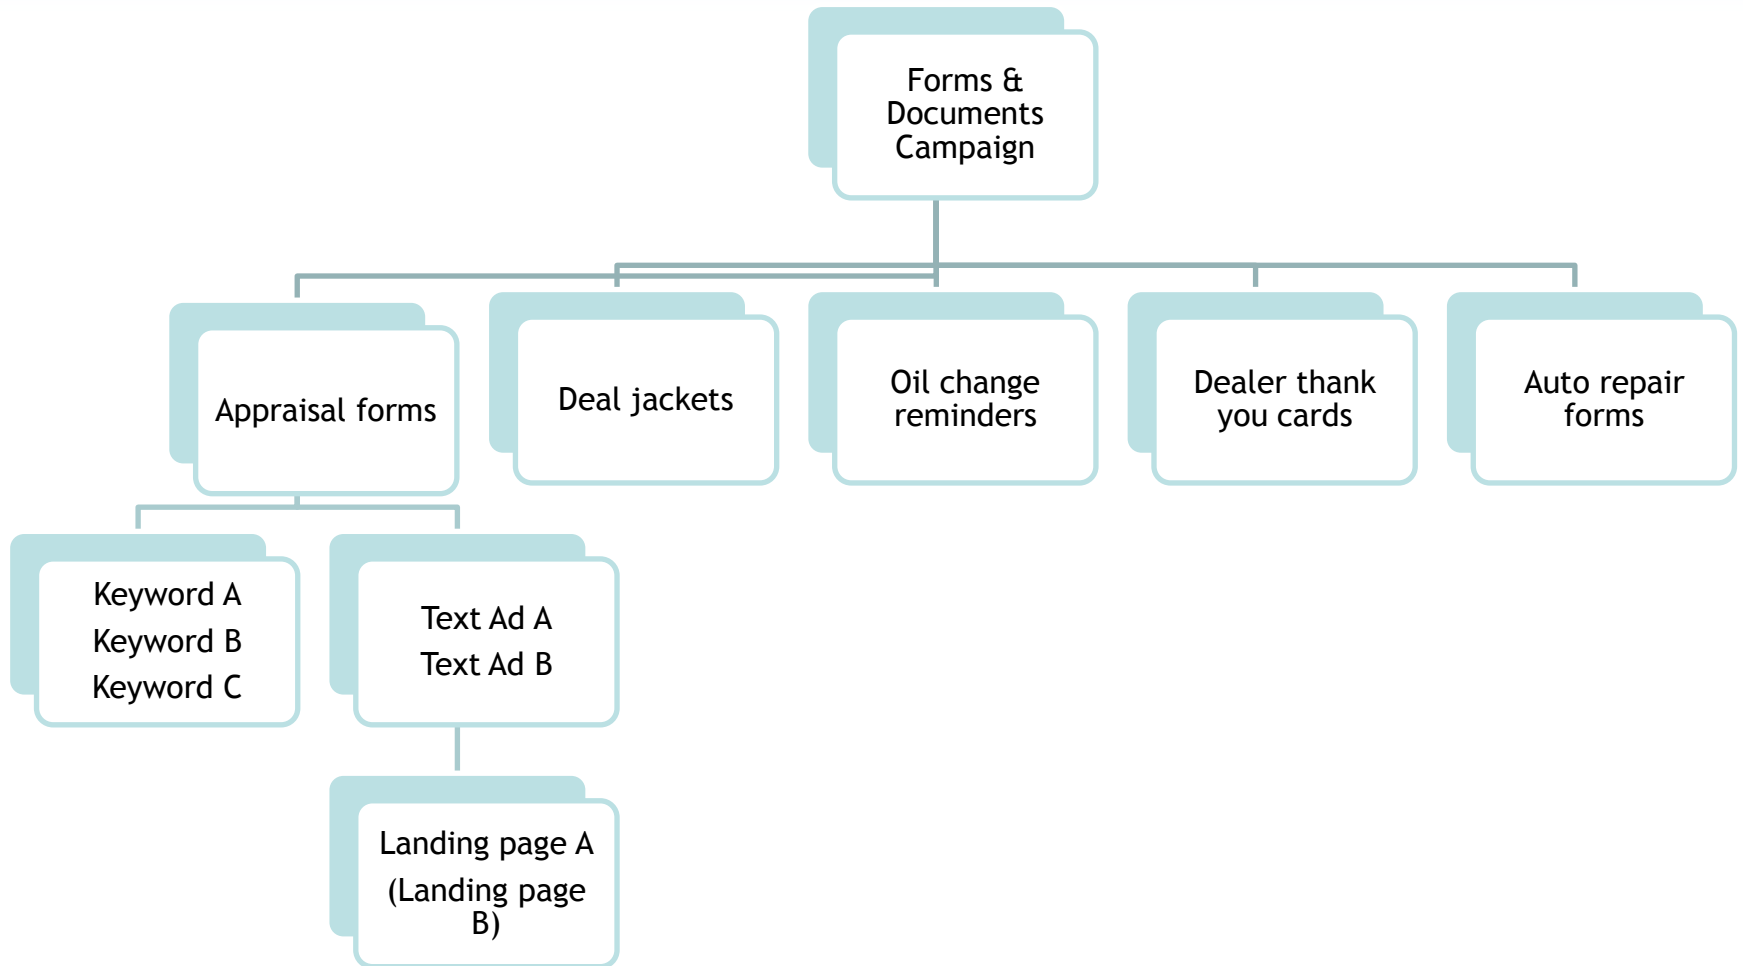 Forms &
Documents
Campaign
Appraisal forms
Deal jackets
Oil change
reminders
Dealer thank
you cards
Auto repair
forms
Keyword A
Keyword B
Keyword C
Text Ad A
Text Ad B
Landing page A
(Landing page
B)